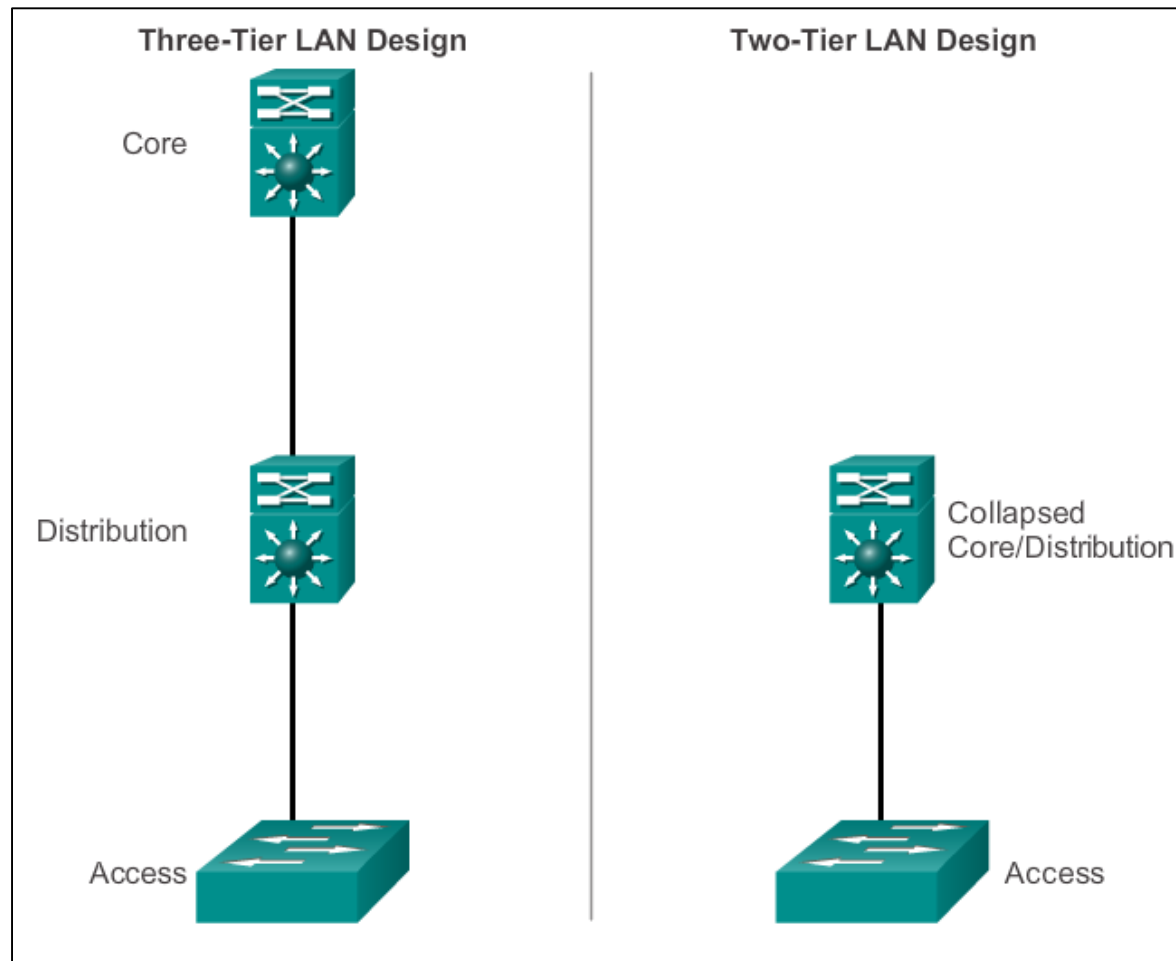 Three-Tier LAN Design
Core
Distribution
Access
Two-Tier LAN Design
Collapsed
Core/Distribution
Access